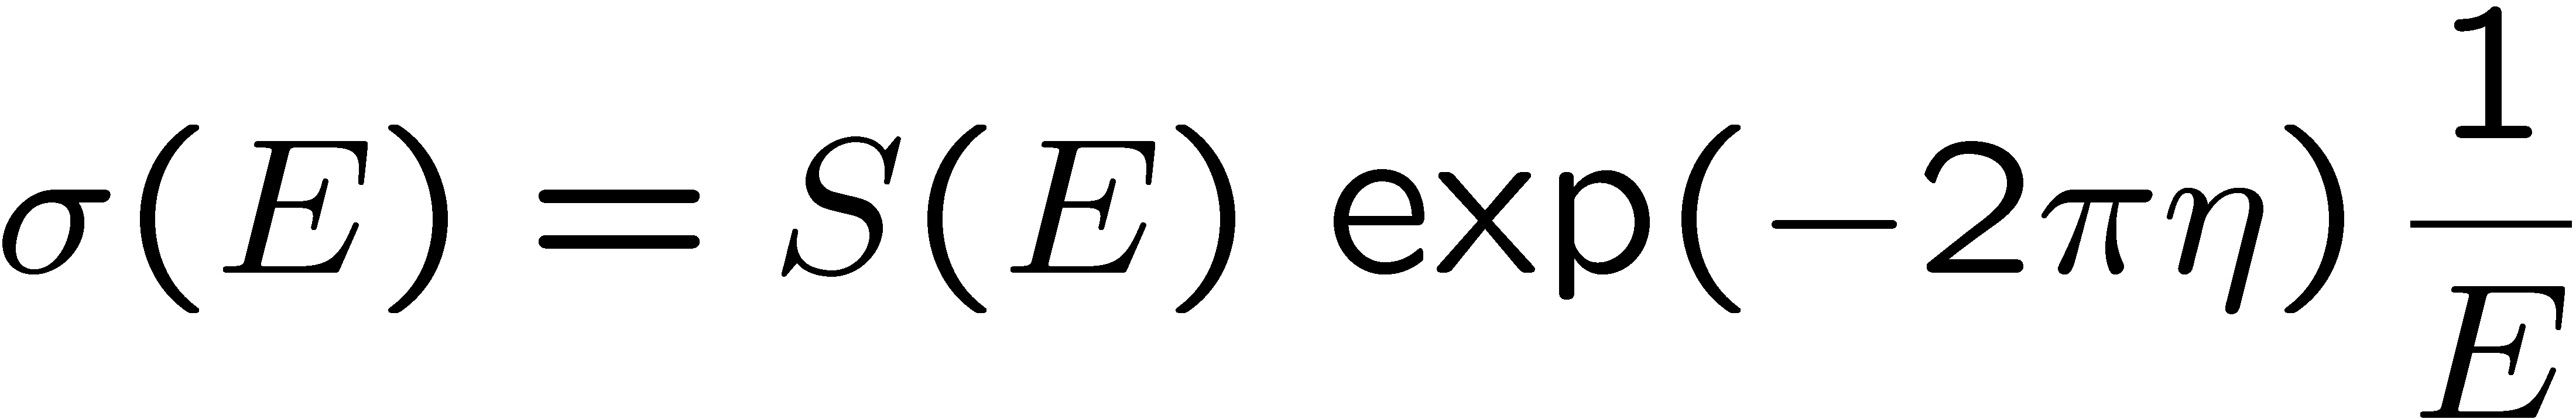 σ(E) = S(E) exp(−2πη) 1/E